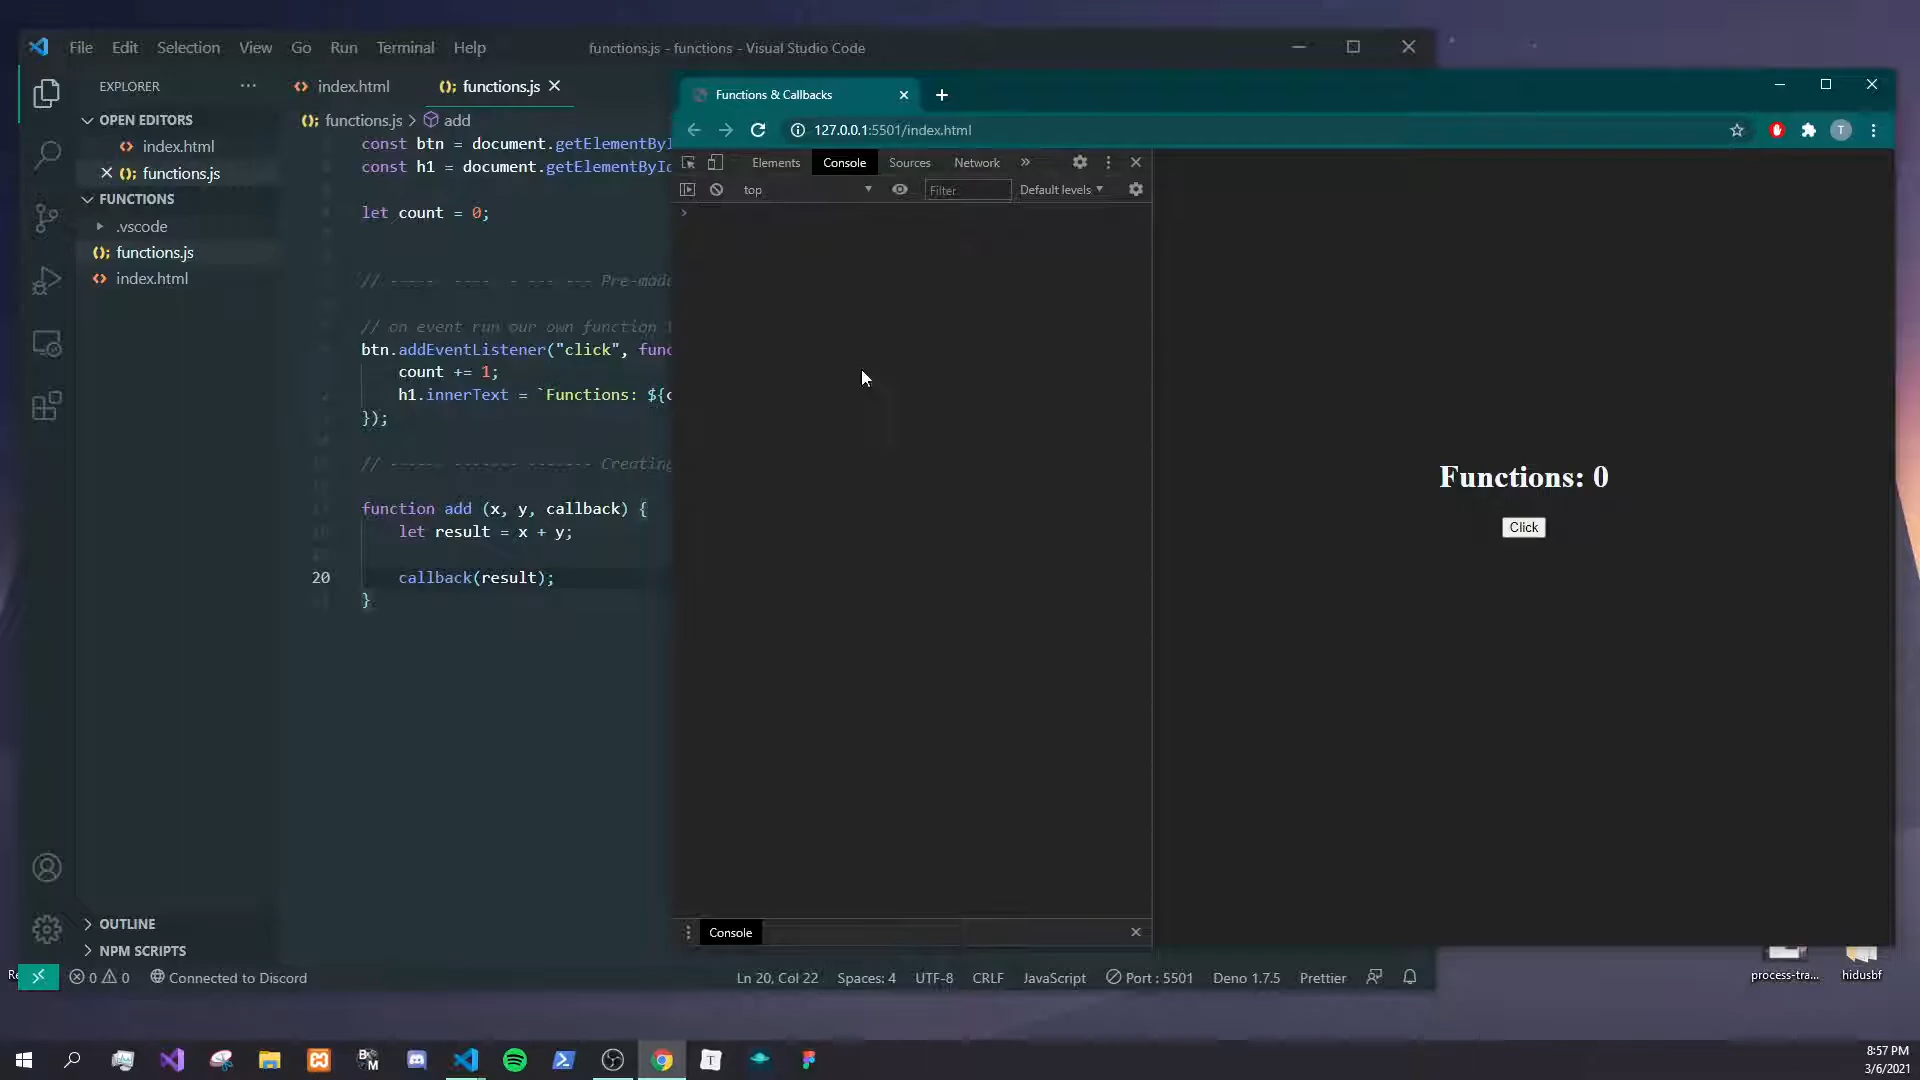 File Edit Selection View Go Run Terminal Help
functions.js - functions - Visual Studio Code
EXPLORER
OPEN EDITORS
index.html
functions.js
FUNCTIONS
.vscode
functions.js
index.html
OUTLINE
NPM SCRIPTS
index.html
functions.js
functions.js > add
const btn = document.getElementById
const h1 = document.getElementById
let count = 0;
// ----- ---- - --- --- Pre-made
// on event run our own function
btn.addEventListener("click", func
count += 1;
h1.innerText = `Functions: ${c
});
// ----- ------- ------- Creating
function add (x, y, callback) {
let result = x + y;
20 callback(result);
}
Functions & Callbacks
127.0.0.1:5501/index.html
T
Elements Console Sources Network »
top
Filter
Default levels
>
Console
Functions: 0
Click
0 0 Connected to Discord
Ln 20, Col 22 Spaces: 4 UTF-8 CRLF JavaScript Port : 5501 Deno 1.7.5 Prettier
process-tra...
hidusbf
8:57 PM
3/6/2021